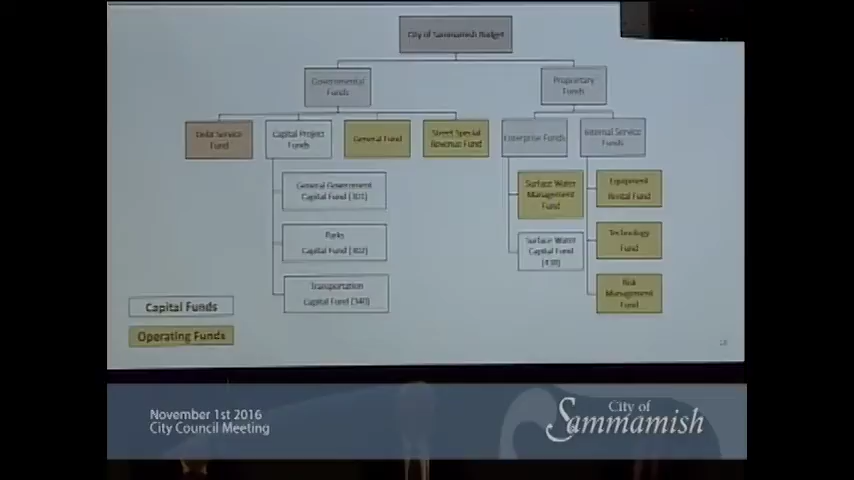 City of Sammamish Budget
Governmental
Funds
Proprietary
Funds
Debt Service
Fund
Capital Project
Funds
General Fund
Street Special
Revenue Fund
Enterprise Funds
Internal Service
Funds
General Government
Capital Fund (301)
Parks
Capital Fund (302)
Transportation
Capital Fund (340)
Surface Water
Management
Fund
Surface Water
Capital Fund
(438)
Equipment
Rental Fund
Technology
Fund
Risk
Management
Fund
Capital Funds
Operating Funds
November 1st 2016
City Council Meeting
City of
Sammamish